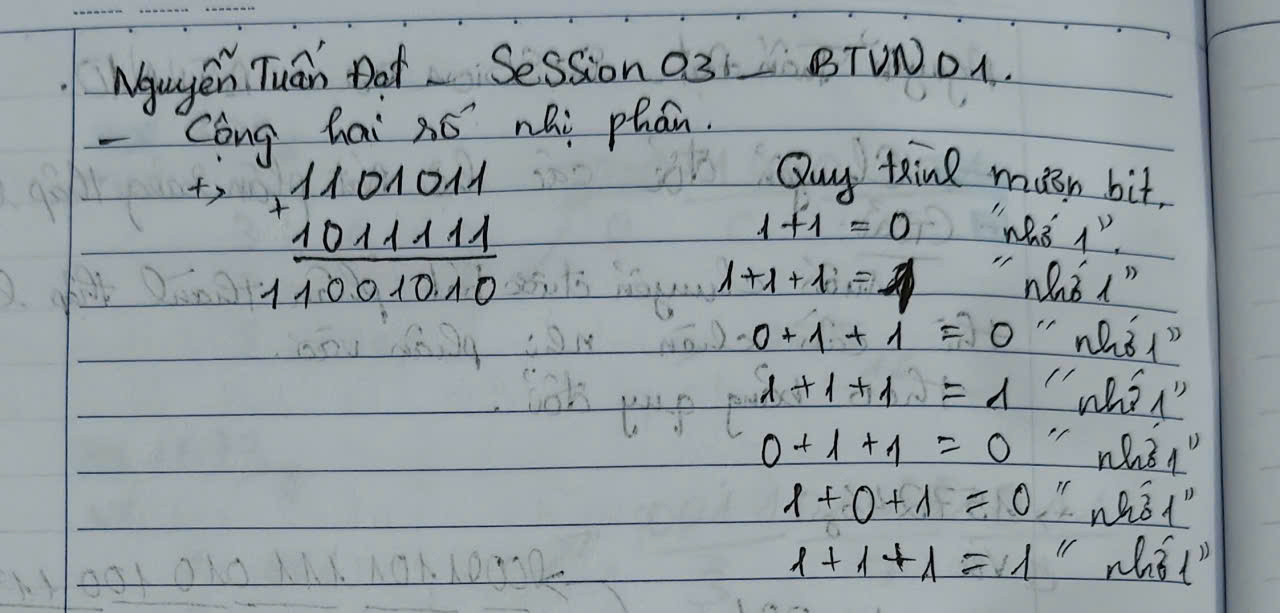 Nguyễn Tuấn Đạt - Session 03 - BTVN 01.
- Cộng hai số nhị phân.
+, 1101011 Quy trình mượn bit.
+
1011111 1+1 = 0 "nhớ 1".
11001010 1+1+1 = 1 "nhớ 1"
0+1+1 = 0 "nhớ 1"
1+1+1 = 1 "nhớ 1"
0+1+1 = 0 "nhớ 1"
1+0+1 = 0 "nhớ 1"
1+1+1 = 1 "nhớ 1"